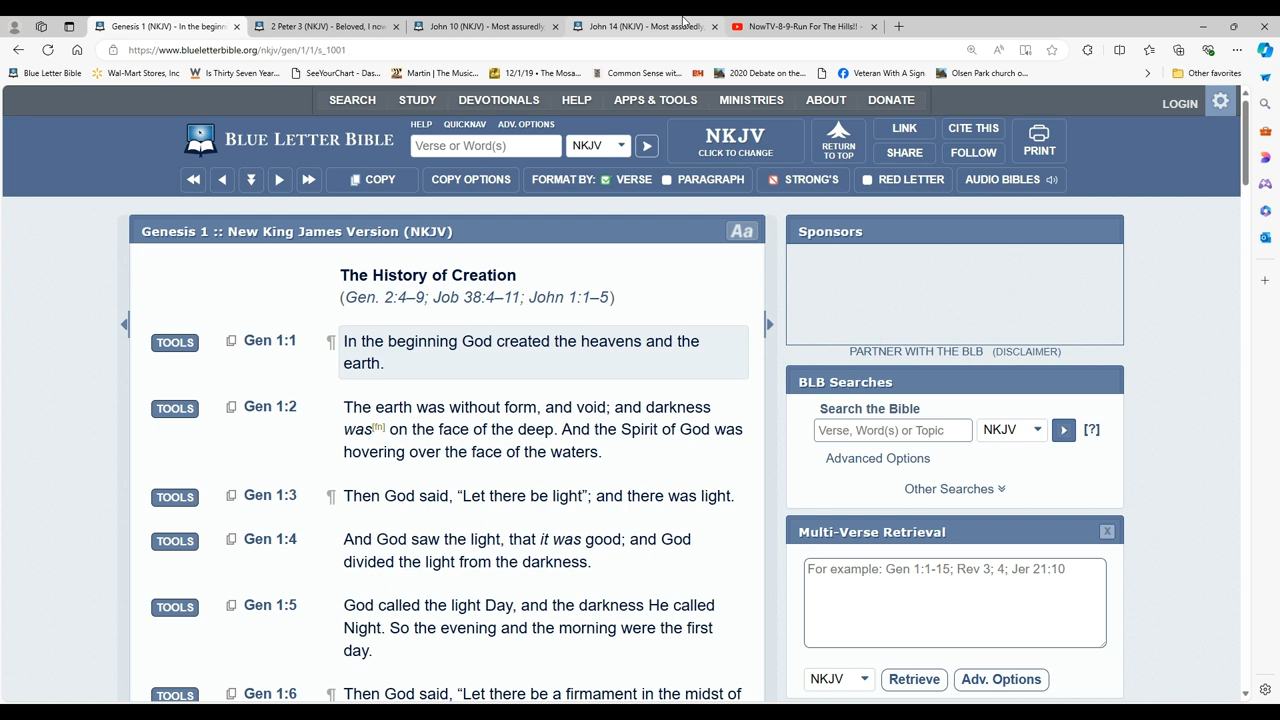 Genesis 1 (NKJV) - In the beginn
2 Peter 3 (NKJV) - Beloved, I now
John 10 (NKJV) - Most assuredly,
John 14 (NKJV) - Most assuredly,
NowTV-8-9-Run For The Hills!! -
https://www.blueletterbible.org/nkjv/gen/1/1/s_1001
Blue Letter Bible
Wal-Mart Stores, Inc
Is Thirty Seven Year...
SeeYourChart - Das...
Martin | The Music...
12/1/19 • The Mosa...
Common Sense wit...
2020 Debate on the...
Veteran With A Sign
Olsen Park church o...
Other favorites
SEARCH STUDY DEVOTIONALS HELP APPS & TOOLS MINISTRIES ABOUT DONATE
LOGIN
BLUE LETTER BIBLE
HELP QUICKNAV ADV. OPTIONS
Verse or Word(s)
NKJV
NKJV
CLICK TO CHANGE
RETURN
TO TOP
LINK
CITE THIS
SHARE
FOLLOW
PRINT
COPY
COPY OPTIONS
FORMAT BY: VERSE PARAGRAPH
STRONG'S
RED LETTER
AUDIO BIBLES
Genesis 1 :: New King James Version (NKJV)
Aa
The History of Creation
(Gen. 2:4–9; Job 38:4–11; John 1:1–5)
TOOLS Gen 1:1 ¶ In the beginning God created the heavens and the
earth.
TOOLS Gen 1:2 The earth was without form, and void; and darkness
was[fn] on the face of the deep. And the Spirit of God was
hovering over the face of the waters.
TOOLS Gen 1:3 ¶ Then God said, “Let there be light”; and there was light.
TOOLS Gen 1:4 And God saw the light, that it was good; and God
divided the light from the darkness.
TOOLS Gen 1:5 God called the light Day, and the darkness He called
Night. So the evening and the morning were the first
day.
TOOLS Gen 1:6 ¶ Then God said, “Let there be a firmament in the midst of
Sponsors
PARTNER WITH THE BLB (DISCLAIMER)
BLB Searches
Search the Bible
Verse, Word(s) or Topic
NKJV
[?]
Advanced Options
Other Searches
Multi-Verse Retrieval
X
For example: Gen 1:1-15; Rev 3; 4; Jer 21:10
NKJV
Retrieve
Adv. Options